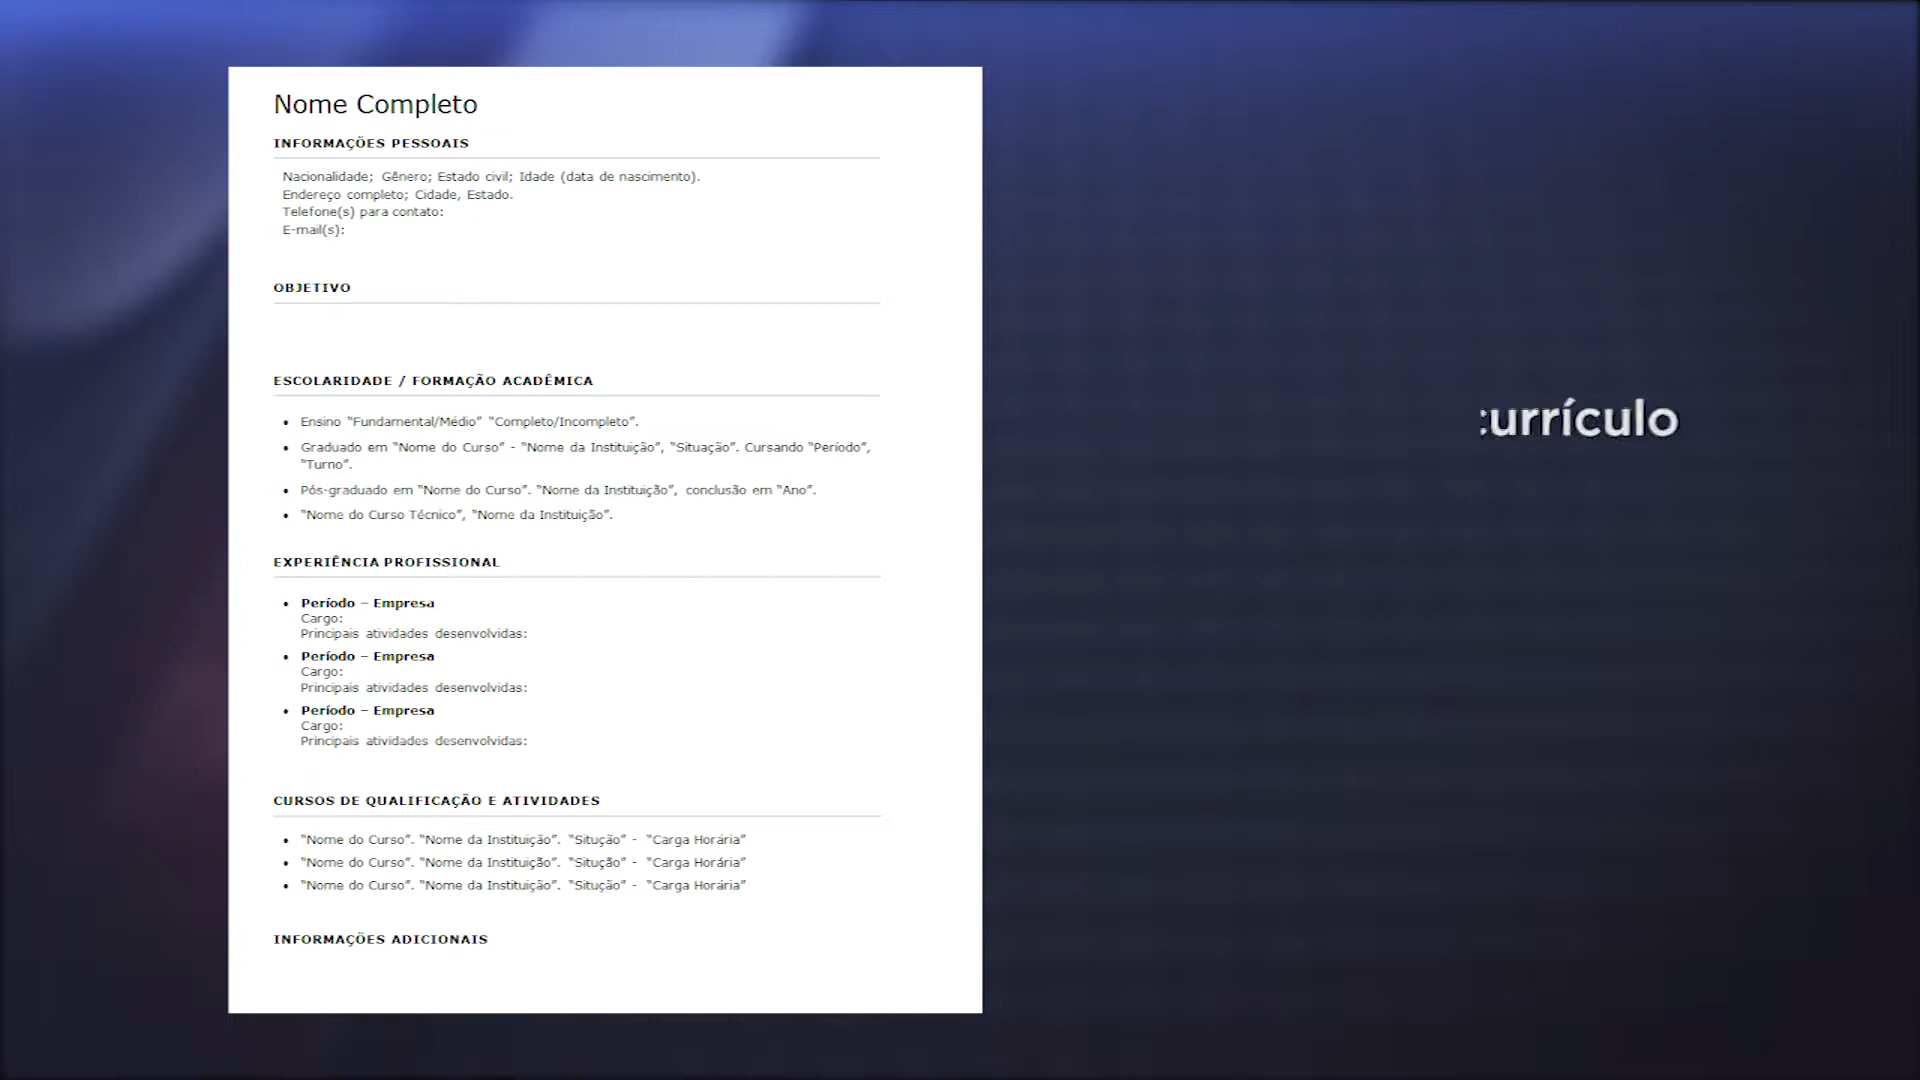 Nome Completo
INFORMAÇÕES PESSOAIS
Nacionalidade; Gênero; Estado civil; Idade (data de nascimento).
Endereço completo; Cidade, Estado.
Telefone(s) para contato:
E-mail(s):
OBJETIVO
ESCOLARIDADE / FORMAÇÃO ACADÊMICA
• Ensino “Fundamental/Médio” “Completo/Incompleto”.
• Graduado em “Nome do Curso” - “Nome da Instituição”, “Situação”. Cursando “Período”,
“Turno”.
• Pós-graduado em “Nome do Curso”. “Nome da Instituição”, conclusão em “Ano”.
• “Nome do Curso Técnico”, “Nome da Instituição”.
EXPERIÊNCIA PROFISSIONAL
• Período – Empresa
Cargo:
Principais atividades desenvolvidas:
• Período – Empresa
Cargo:
Principais atividades desenvolvidas:
• Período – Empresa
Cargo:
Principais atividades desenvolvidas:
CURSOS DE QUALIFICAÇÃO E ATIVIDADES
• “Nome do Curso”. “Nome da Instituição”. “Situção” - “Carga Horária”
• “Nome do Curso”. “Nome da Instituição”. “Situção” - “Carga Horária”
• “Nome do Curso”. “Nome da Instituição”. “Situção” - “Carga Horária”
INFORMAÇÕES ADICIONAIS
currículo